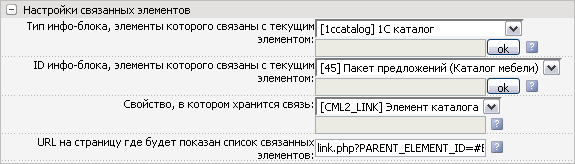 Настройки связанных элементов
Тип инфо-блока, элементы которого связаны с текущим элементом:
[1ccatalog] 1С каталог
ok ?
ID инфо-блока, элементы которого связаны с текущим элементом:
[45] Пакет предложений (Каталог мебели)
ok ?
Свойство, в котором хранится связь:
[CML2_LINK] Элемент каталога
?
URL на страницу где будет показан список связанных элементов:
link.php?PARENT_ELEMENT_ID=#E
?